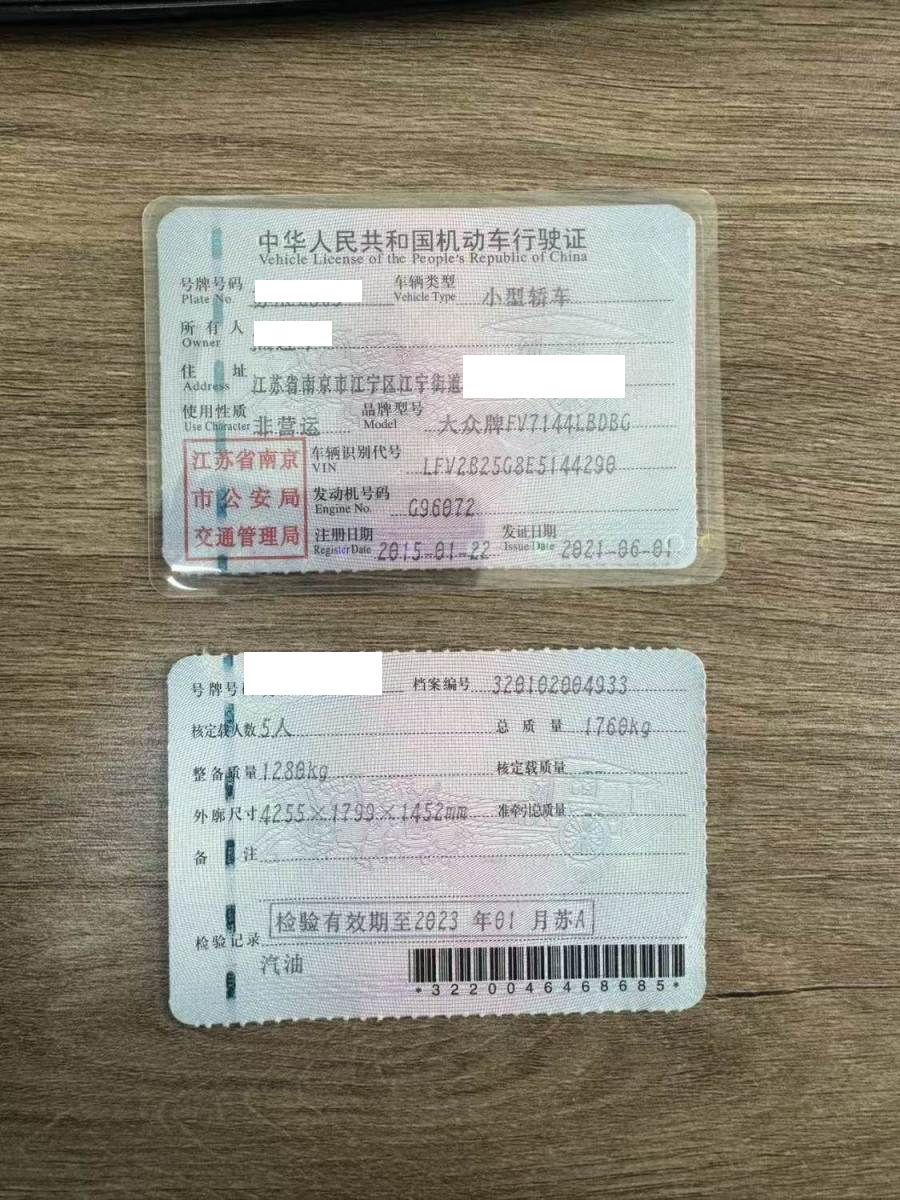 中华人民共和国机动车行驶证
Vehicle License of the People's Republic of China
号牌号码 车辆类型 小型轿车
Plate No. Vehicle Type
所有人
Owner
住址 江苏省南京市江宁区江宁街道
Address
使用性质 非营运 品牌型号 大众牌FV7144LBDBG
Use Character Model
江苏省南京 车辆识别代号 LFV2B25G8E5144290
VIN
市公安局 发动机号码 G96072
Engine No.
交通管理局 注册日期 2015-01-22 发证日期 2021-06-01
Register Date Issue Date
号牌号 档案编号 320102004933
核定载人数 5人 总质量 1760kg
整备质量 1280kg 核定载质量 --
外廓尺寸 4255×1799×1452mm 准牵引总质量 --
备注
检验有效期至2023 年01 月苏A
检验记录
汽油
*3220046468685*